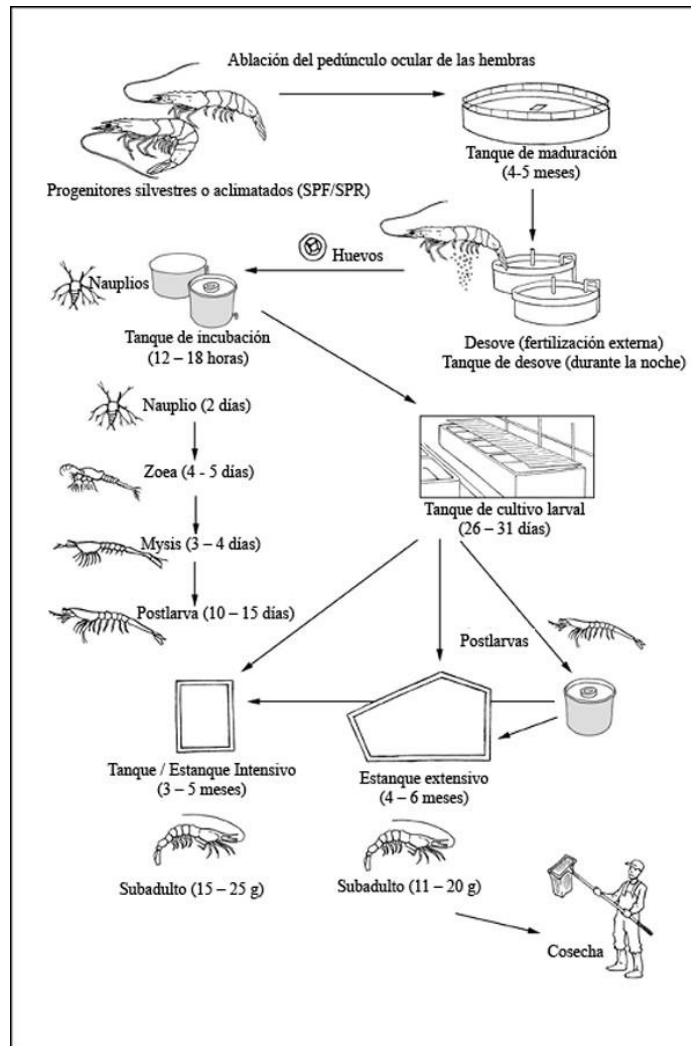 Ablación del pedúnculo ocular de las hembras
Progenitores silvestres o aclimatados (SPF/SPR)
Tanque de maduración
(4-5 meses)
Huevos
Nauplios
Tanque de incubación
(12 – 18 horas)
Desove (fertilización externa)
Tanque de desove (durante la noche)
Nauplio (2 días)
Zoea (4 - 5 días)
Mysis (3 – 4 días)
Postlarva (10 – 15 días)
Tanque de cultivo larval
(26 – 31 días)
Postlarvas
Tanque / Estanque Intensivo
(3 – 5 meses)
Estanque extensivo
(4 – 6 meses)
Subadulto (15 – 25 g)
Subadulto (11 – 20 g)
Cosecha